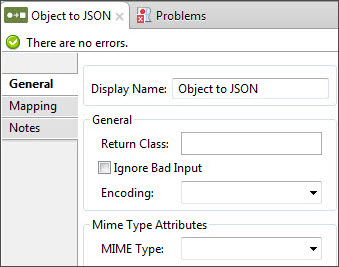 Object to JSON Problems
There are no errors.
General
Mapping
Notes
Display Name: Object to JSON
General
Return Class:
Ignore Bad Input
Encoding:
Mime Type Attributes
MIME Type: